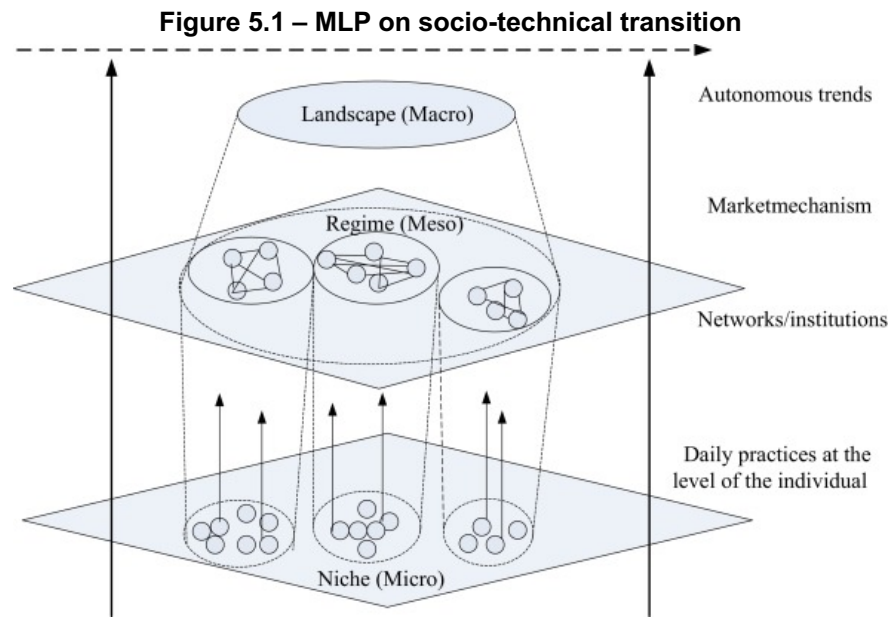 Figure 5.1 – MLP on socio-technical transition
Autonomous trends
Landscape (Macro)
Marketmechanism
Regime (Meso)
Networks/institutions
Daily practices at the
level of the individual
Niche (Micro)